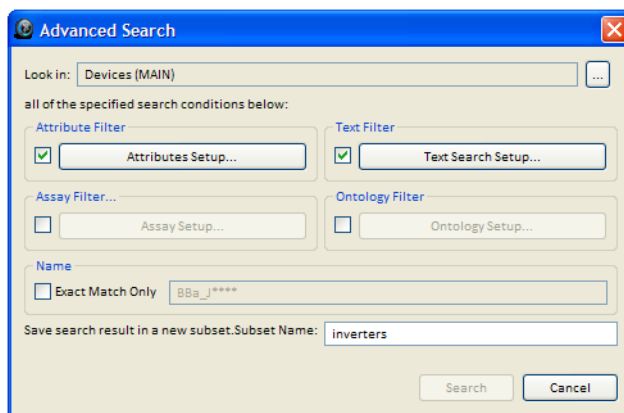 Advanced Search
Look in: Devices (MAIN) ...
all of the specified search conditions below:
Attribute Filter Text Filter
Attributes Setup... Text Search Setup...
Assay Filter... Ontology Filter
Assay Setup... Ontology Setup...
Name
Exact Match Only BBa_J****
Save search result in a new subset.Subset Name: inverters
Search Cancel